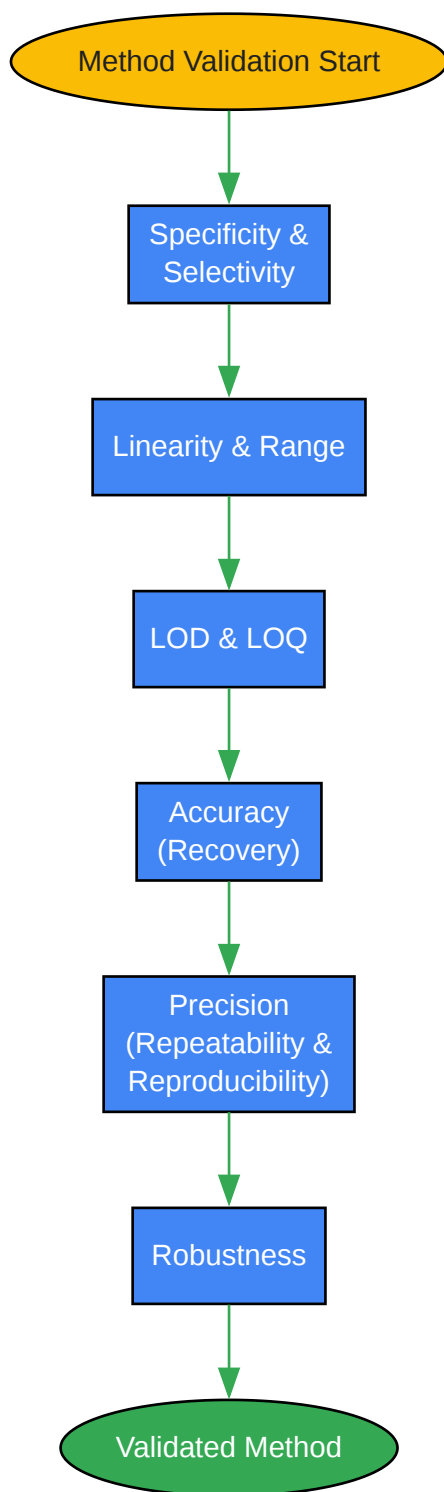 Method Validation Start
Specificity &
Selectivity
Linearity & Range
LOD & LOQ
Accuracy
(Recovery)
Precision
(Repeatability &
Reproducibility)
Robustness
Validated Method